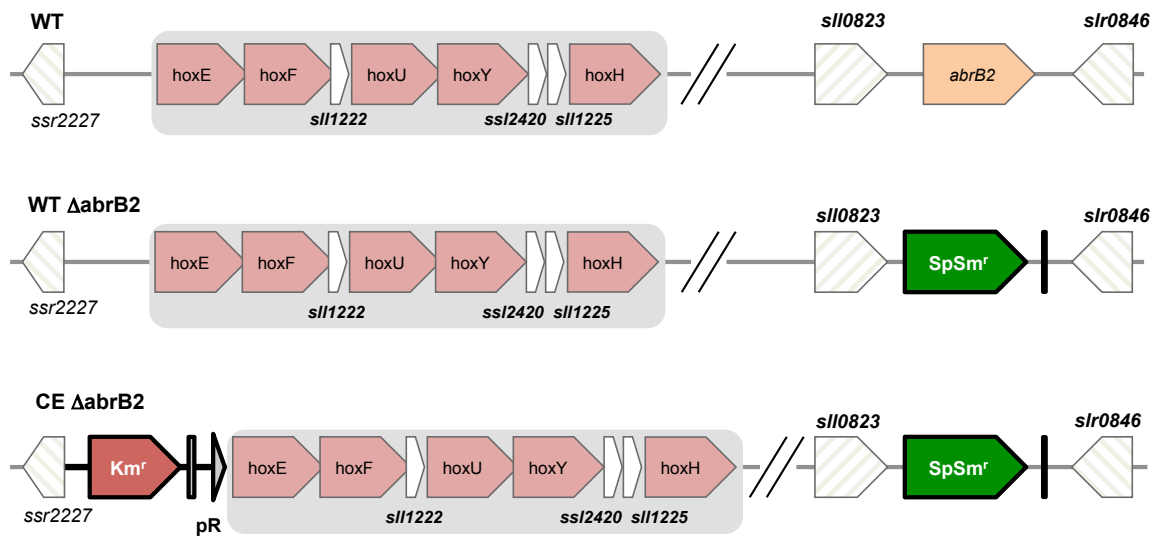 WT
sll0823
slr0846
hoxE
hoxF
hoxU
hoxY
hoxH
abrB2
ssr2227
sll1222
ssl2420
sll1225
WT ΔabrB2
sll0823
slr0846
hoxE
hoxF
hoxU
hoxY
hoxH
SpSmʳ
ssr2227
sll1222
ssl2420
sll1225
CE ΔabrB2
sll0823
slr0846
Kmʳ
hoxE
hoxF
hoxU
hoxY
hoxH
SpSmʳ
ssr2227
pR
sll1222
ssl2420
sll1225